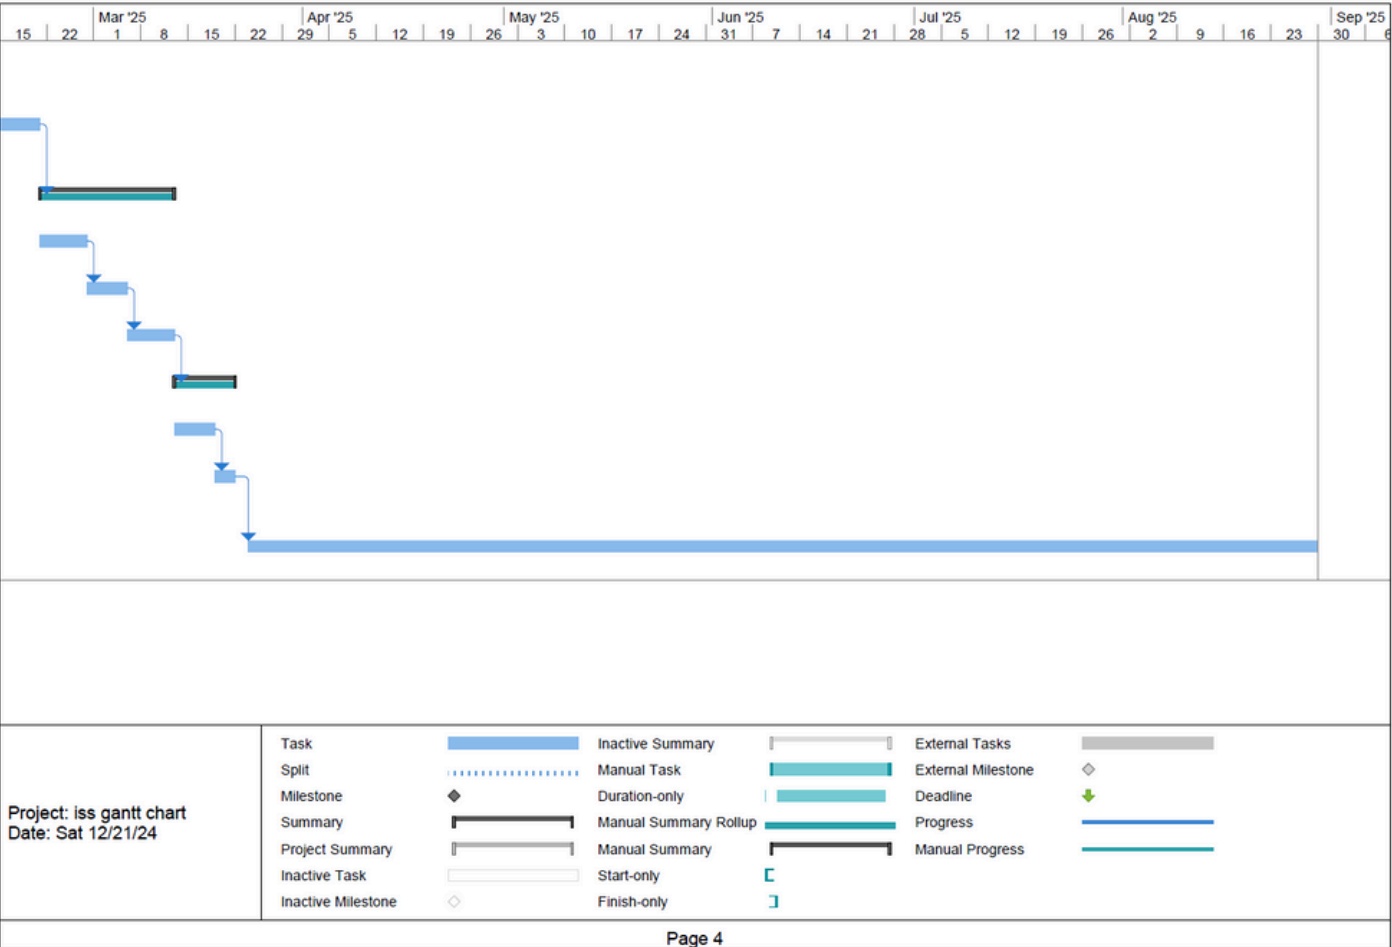 Mar '25 Apr '25 May '25 Jun '25 Jul '25 Aug '25 Sep '25
15 22 1 8 15 22 29 5 12 19 26 3 10 17 24 31 7 14 21 28 5 12 19 26 2 9 16 23 30 6
Project: iss gantt chart
Date: Sat 12/21/24
Task
Split
Milestone
Summary
Project Summary
Inactive Task
Inactive Milestone
Inactive Summary
Manual Task
Duration-only
Manual Summary Rollup
Manual Summary
Start-only
Finish-only
External Tasks
External Milestone
Deadline
Progress
Manual Progress
Page 4